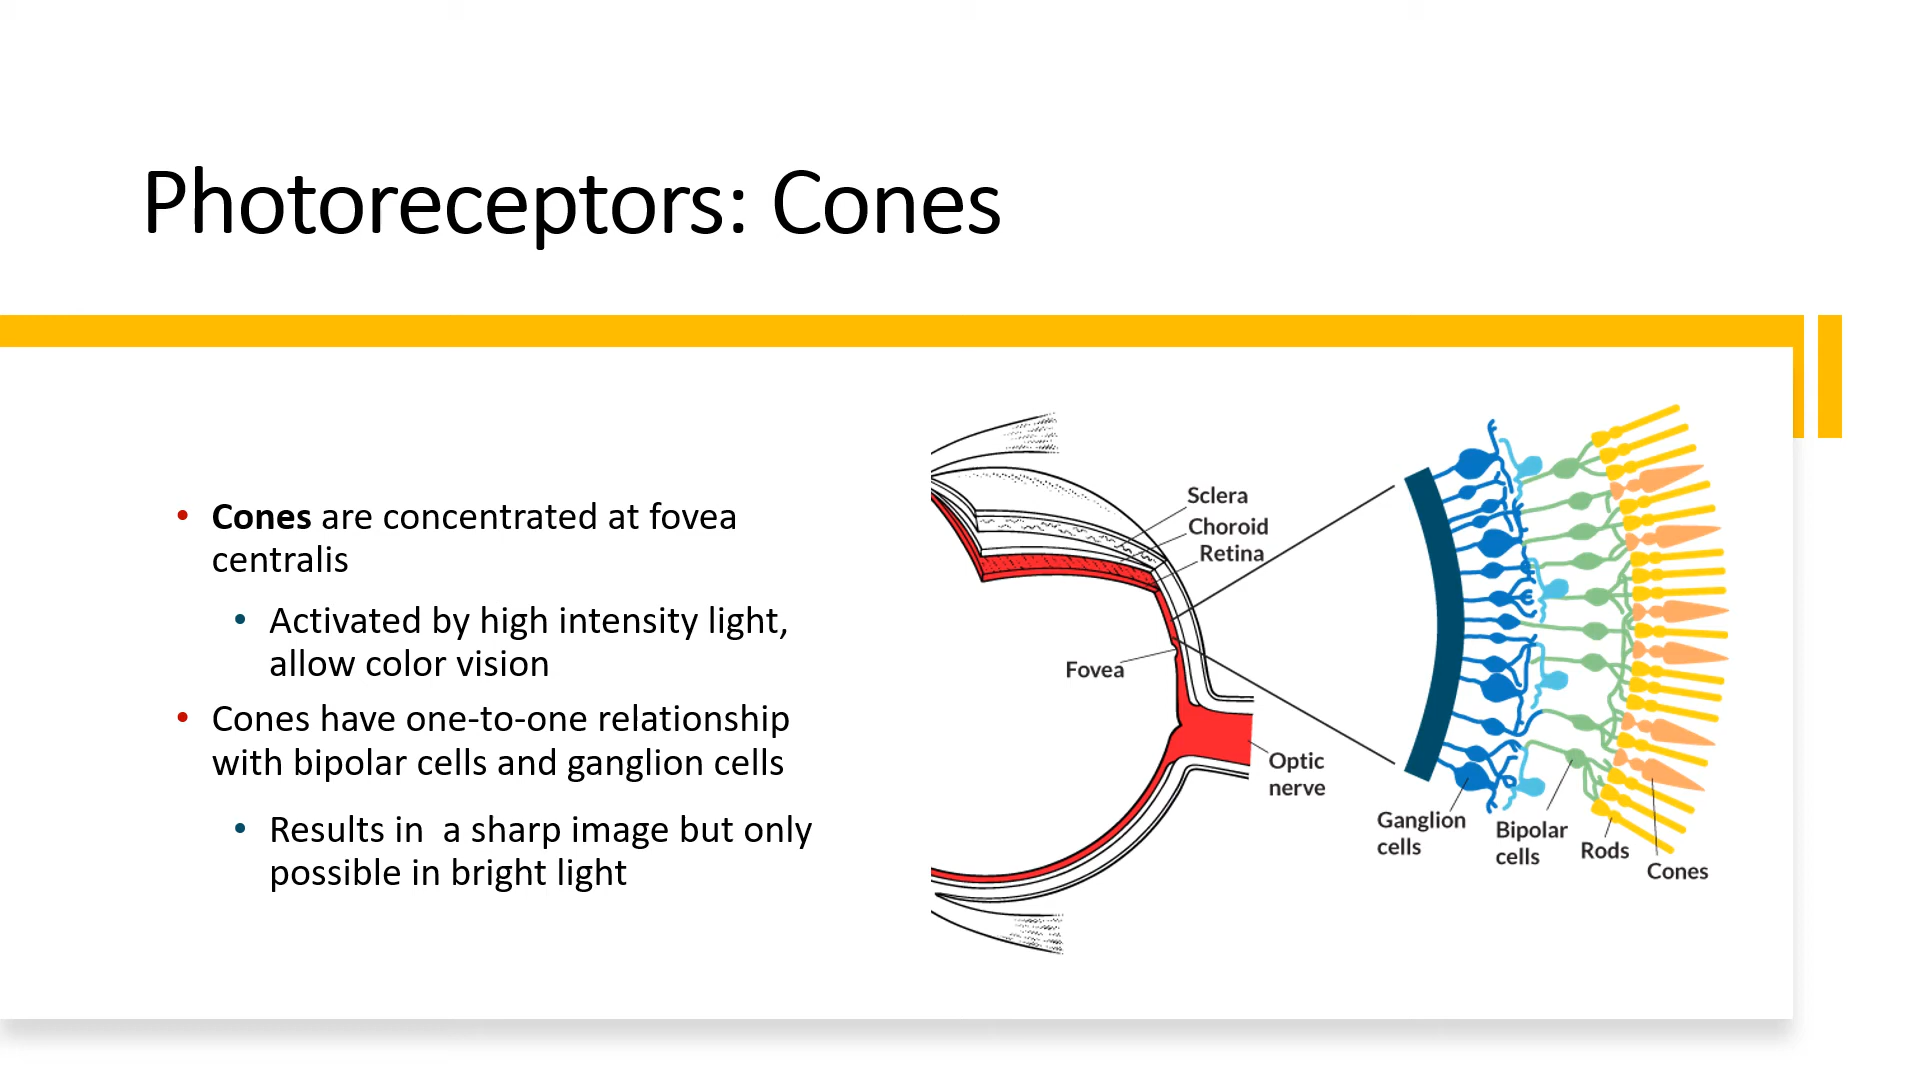 Photoreceptors: Cones
• Cones are concentrated at fovea
centralis
• Activated by high intensity light,
allow color vision
• Cones have one-to-one relationship
with bipolar cells and ganglion cells
• Results in  a sharp image but only
possible in bright light
Sclera
Choroid
Retina
Fovea
Optic
nerve
Ganglion
cells
Bipolar
cells
Rods
Cones